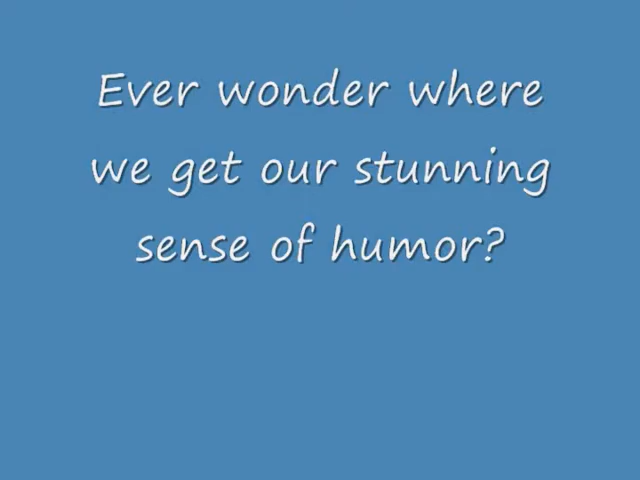 Ever wonder where
we get our stunning
sense of humor?